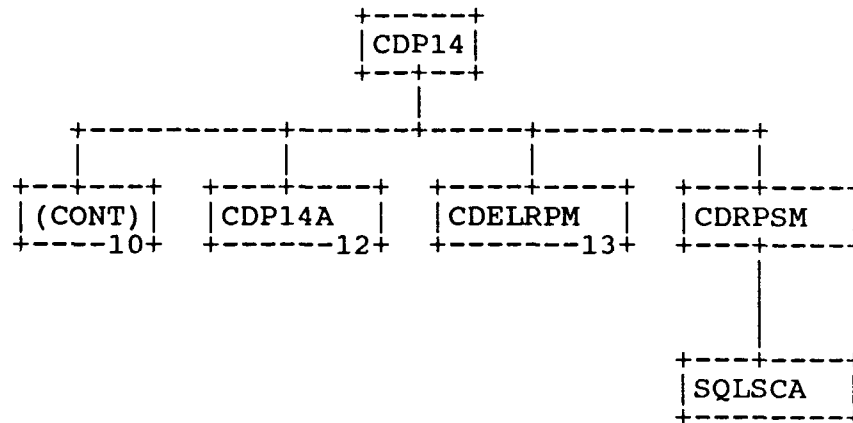 CDP14
(CONT) CDP14A CDELRPM CDRPSM
10 12 13
SQLSCA